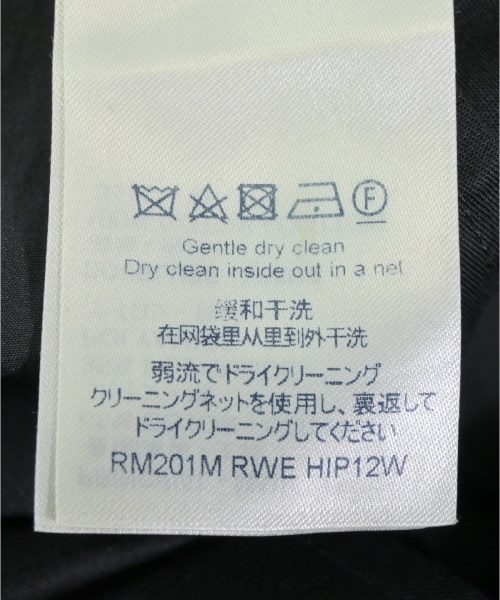 F
Gentle dry clean
Dry clean inside out in a net
缓和干洗
在网袋里从里到外干洗
弱流でドライクリーニング
クリーニングネットを使用し、裏返して
ドライクリーニングしてください
RM201M RWE HIP12W